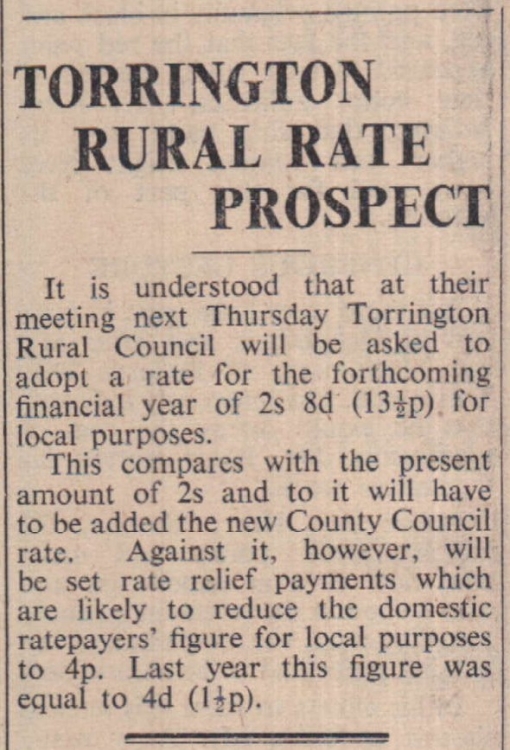 TORRINGTON
RURAL RATE
PROSPECT
It is understood that at their
meeting next Thursday Torrington
Rural Council will be asked to
adopt a rate for the forthcoming
financial year of 2s 8d (13½p) for
local purposes.
This compares with the present
amount of 2s and to it will have
to be added the new County Council
rate. Against it, however, will
be set rate relief payments which
are likely to reduce the domestic
ratepayers' figure for local purposes
to 4p. Last year this figure was
equal to 4d (1½p).